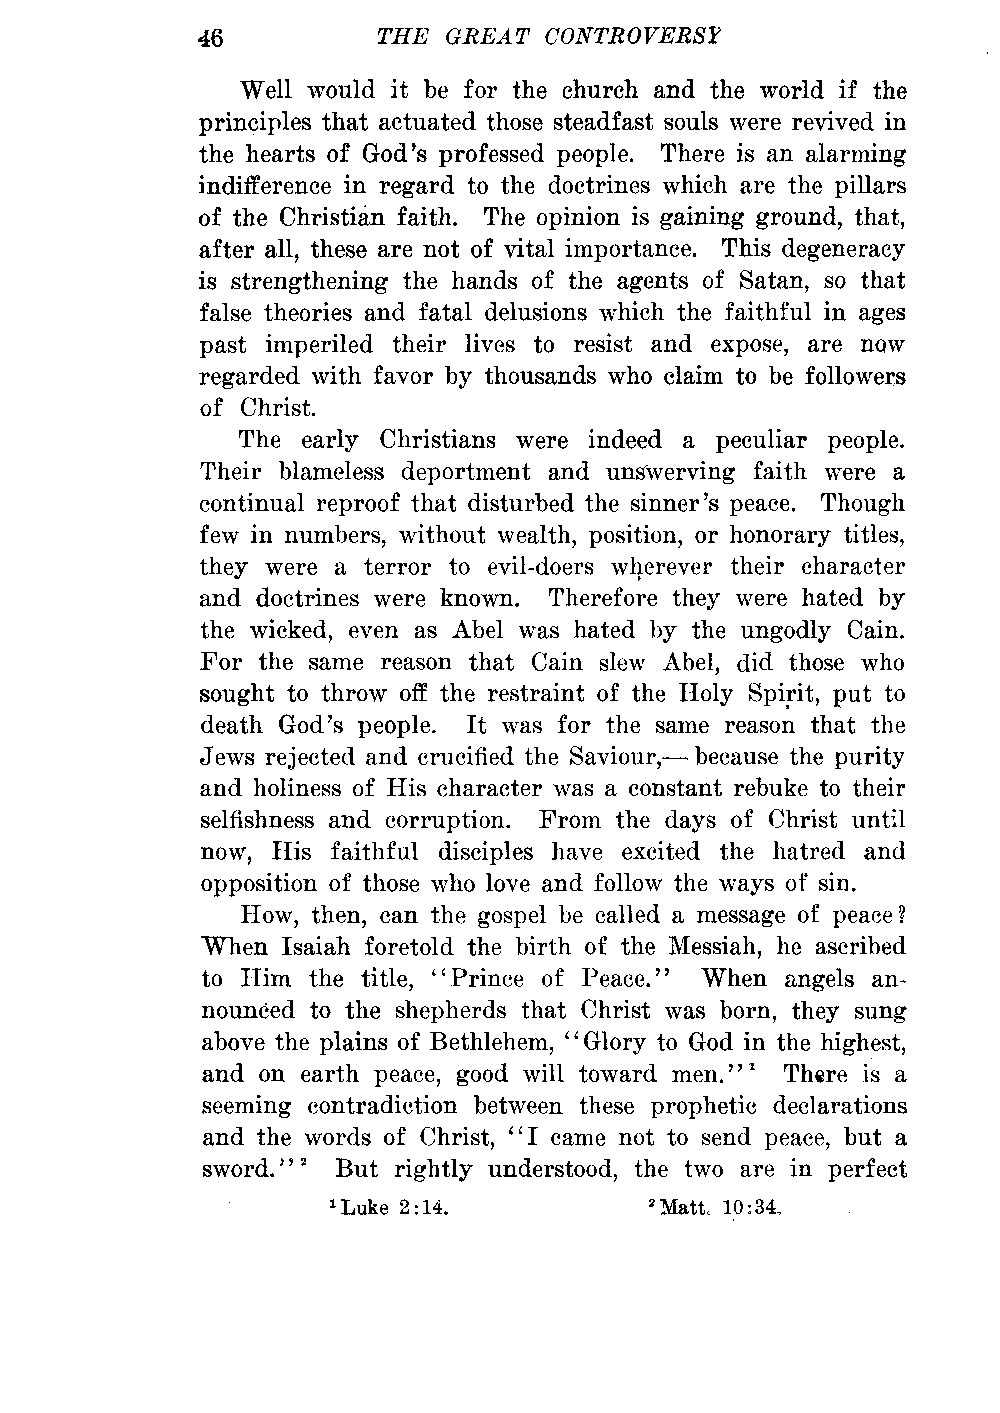 46 THE GREAT CONTROVERSY
Well would it be for the church and the world if the
principles that actuated those steadfast souls were revived in
the hearts of God's professed people. There is an alarming
indifference in regard to the doctrines which are the pillars
of the Christian faith. The opinion is gaining ground, that,
after all, these are not of vital importance. This degeneracy
is strengthening the hands of the agents of Satan, so that
false theories and fatal delusions which the faithful in ages
past imperiled their lives to resist and expose, are now
regarded with favor by thousands who claim to be followers
of Christ.
The early Christians were indeed a peculiar people.
Their blameless deportment and unswerving faith were a
continual reproof that disturbed the sinner's peace. Though
few in numbers, without wealth, position, or honorary titles,
they were a terror to evil-doers wherever their character
and doctrines were known. Therefore they were hated by
the wicked, even as Abel was hated by the ungodly Cain.
For the same reason that Cain slew Abel, did those who
sought to throw off the restraint of the Holy Spirit, put to
death God's people. It was for the same reason that the
Jews rejected and crucified the Saviour,— because the purity
and holiness of His character was a constant rebuke to their
selfishness and corruption. From the days of Christ until
now, His faithful disciples have excited the hatred and
opposition of those who love and follow the ways of sin.
How, then, can the gospel be called a message of peace?
When Isaiah foretold the birth of the Messiah, he ascribed
to Him the title, "Prince of Peace." When angels an-
nounced to the shepherds that Christ was born, they sung
above the plains of Bethlehem, "Glory to God in the highest,
and on earth peace, good will toward men."¹ There is a
seeming contradiction between these prophetic declarations
and the words of Christ, "I came not to send peace, but a
sword."² But rightly understood, the two are in perfect
¹Luke 2:14. ²Matt. 10:34.